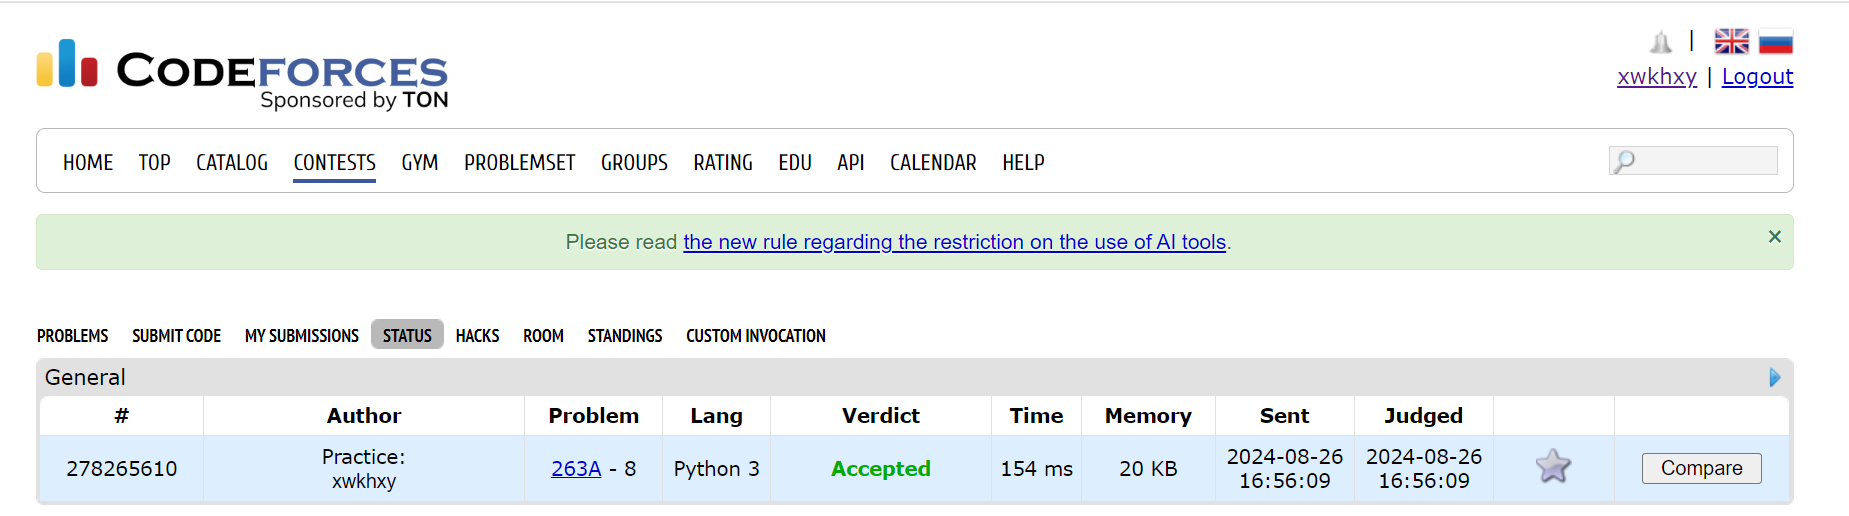 CODEFORCES
Sponsored by TON
|
xwkhxy | Logout
HOME TOP CATALOG CONTESTS GYM PROBLEMSET GROUPS RATING EDU API CALENDAR HELP
Please read the new rule regarding the restriction on the use of AI tools. ×
PROBLEMS SUBMIT CODE MY SUBMISSIONS STATUS HACKS ROOM STANDINGS CUSTOM INVOCATION
General
# Author Problem Lang Verdict Time Memory Sent Judged
278265610 Practice: xwkhxy 263A - 8 Python 3 Accepted 154 ms 20 KB 2024-08-26 16:56:09 2024-08-26 16:56:09 Compare